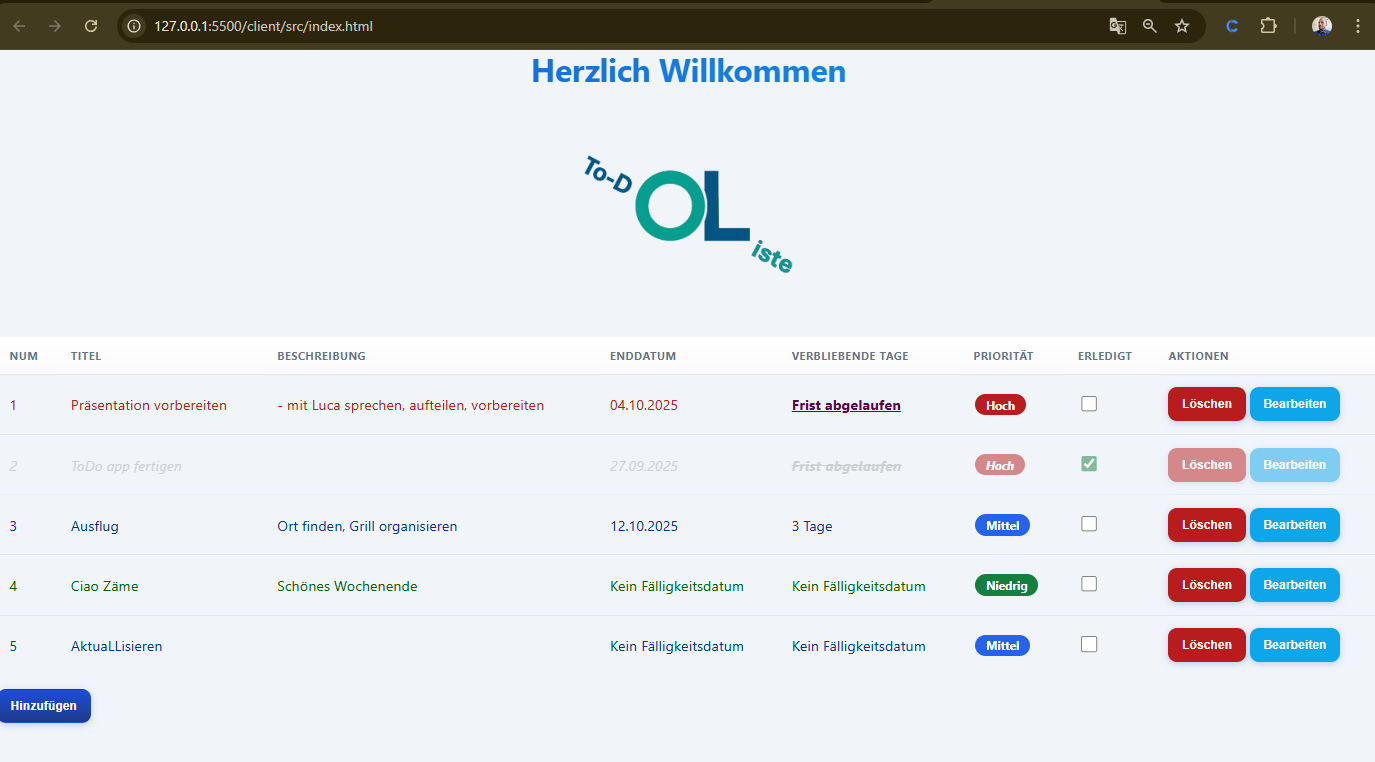 127.0.0.1:5500/client/src/index.html
Herzlich Willkommen
To-D
OL
iste
NUM TITEL BESCHREIBUNG ENDDATUM VERBLIEBENDE TAGE PRIORITÄT ERLEDIGT AKTIONEN
1 Präsentation vorbereiten - mit Luca sprechen, aufteilen, vorbereiten 04.10.2025 Frist abgelaufen Hoch Löschen Bearbeiten
2 ToDo app fertigen 27.09.2025 Frist abgelaufen Hoch Löschen Bearbeiten
3 Ausflug Ort finden, Grill organisieren 12.10.2025 3 Tage Mittel Löschen Bearbeiten
4 Ciao Zäme Schönes Wochenende Kein Fälligkeitsdatum Kein Fälligkeitsdatum Niedrig Löschen Bearbeiten
5 AktuaLLisieren Kein Fälligkeitsdatum Kein Fälligkeitsdatum Mittel Löschen Bearbeiten
Hinzufügen